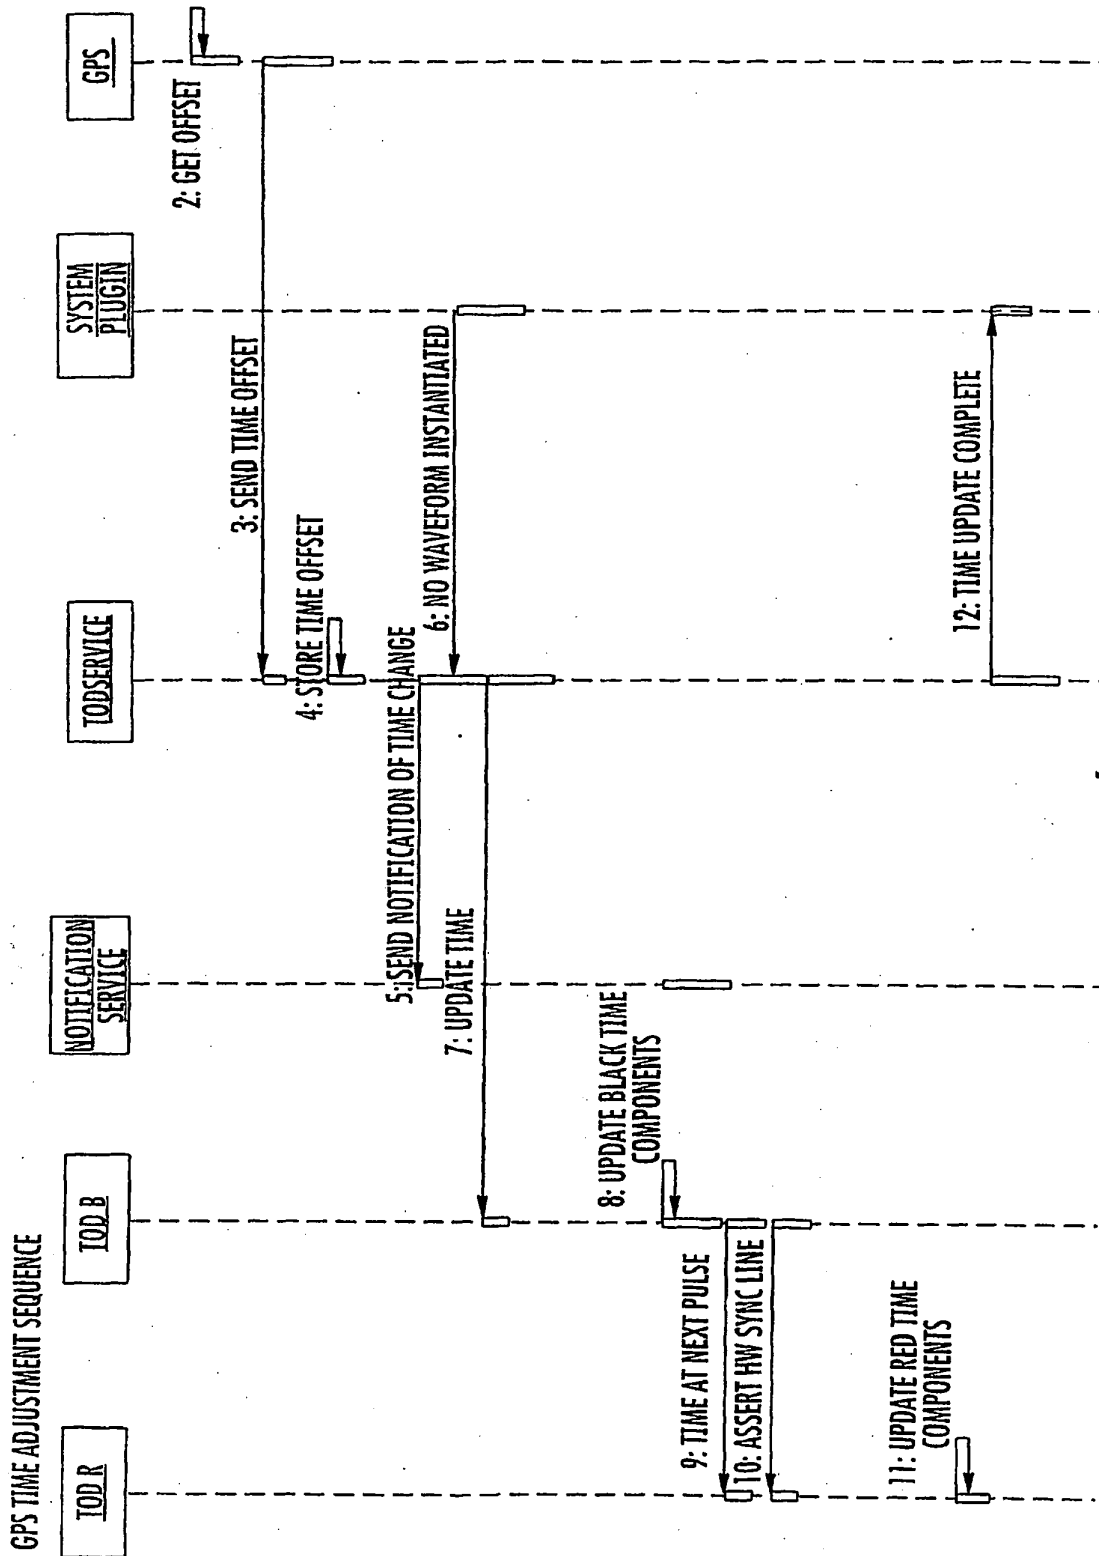 GPS TIME ADJUSTMENT SEQUENCE
TOD R
TOD B
NOTIFICATION
SERVICE
TODSERVICE
SYSTEM
PLUGIN
GPS
2: GET OFFSET
3: SEND TIME OFFSET
4: STORE TIME OFFSET
5: SEND NOTIFICATION OF TIME CHANGE
6: NO WAVEFORM INSTANTIATED
7: UPDATE TIME
8: UPDATE BLACK TIME
COMPONENTS
9: TIME AT NEXT PULSE
10: ASSERT HW SYNC LINE
11: UPDATE RED TIME
COMPONENTS
12: TIME UPDATE COMPLETE